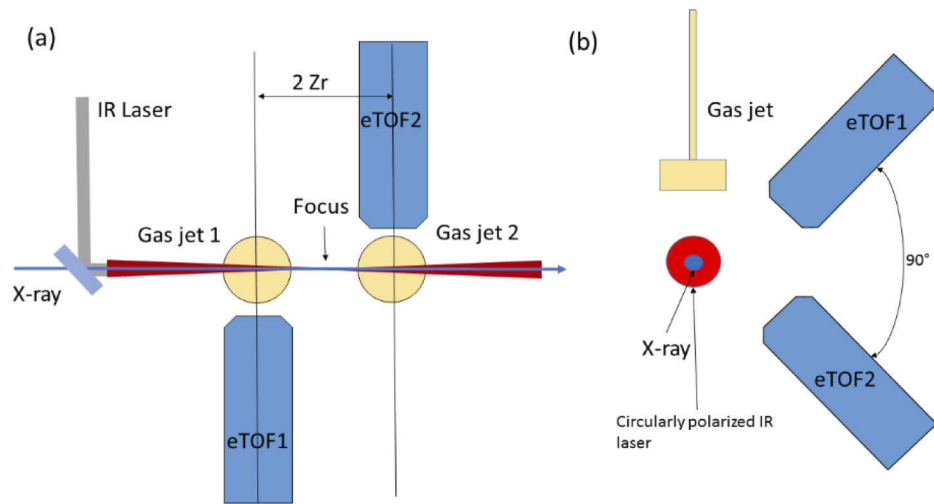 (a)
IR Laser
2 Zr
eTOF2
Focus
Gas jet 1
Gas jet 2
X-ray
eTOF1
(b)
Gas jet
eTOF1
90°
X-ray
eTOF2
Circularly polarized IR
laser